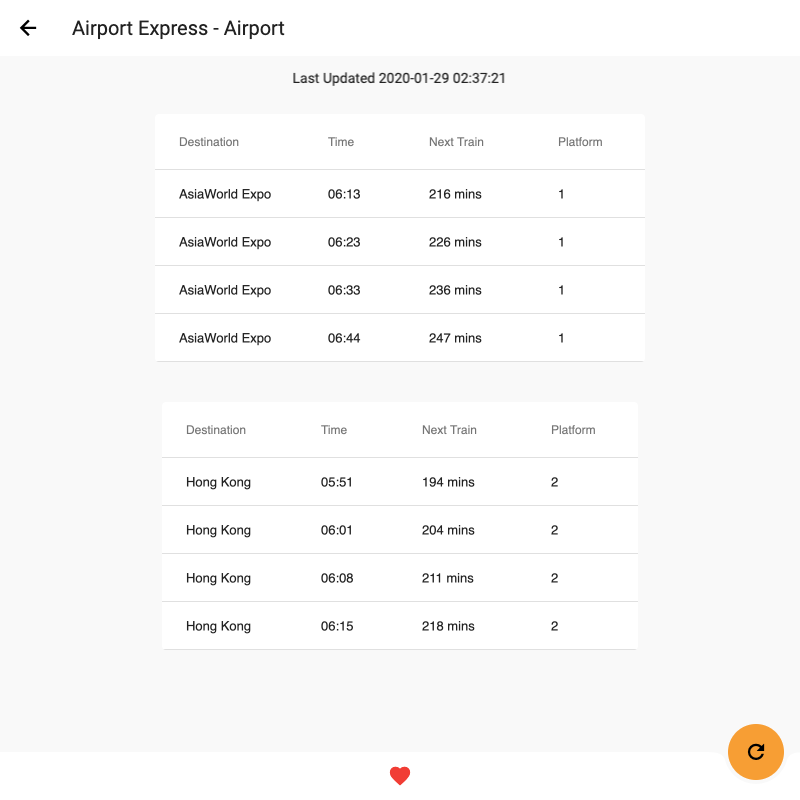 Airport Express - Airport
Last Updated 2020-01-29 02:37:21
Destination Time Next Train Platform
AsiaWorld Expo 06:13 216 mins 1
AsiaWorld Expo 06:23 226 mins 1
AsiaWorld Expo 06:33 236 mins 1
AsiaWorld Expo 06:44 247 mins 1
Destination Time Next Train Platform
Hong Kong 05:51 194 mins 2
Hong Kong 06:01 204 mins 2
Hong Kong 06:08 211 mins 2
Hong Kong 06:15 218 mins 2